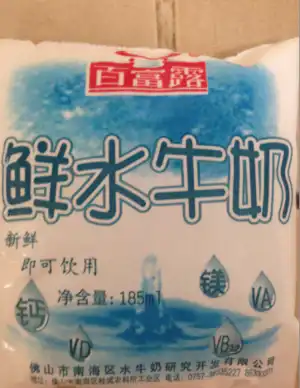 百富露
鲜水牛奶
新鲜
即可饮用
净含量:185ml
钙 VD 镁 VA
佛山市南海区水牛奶研究开发有限公司